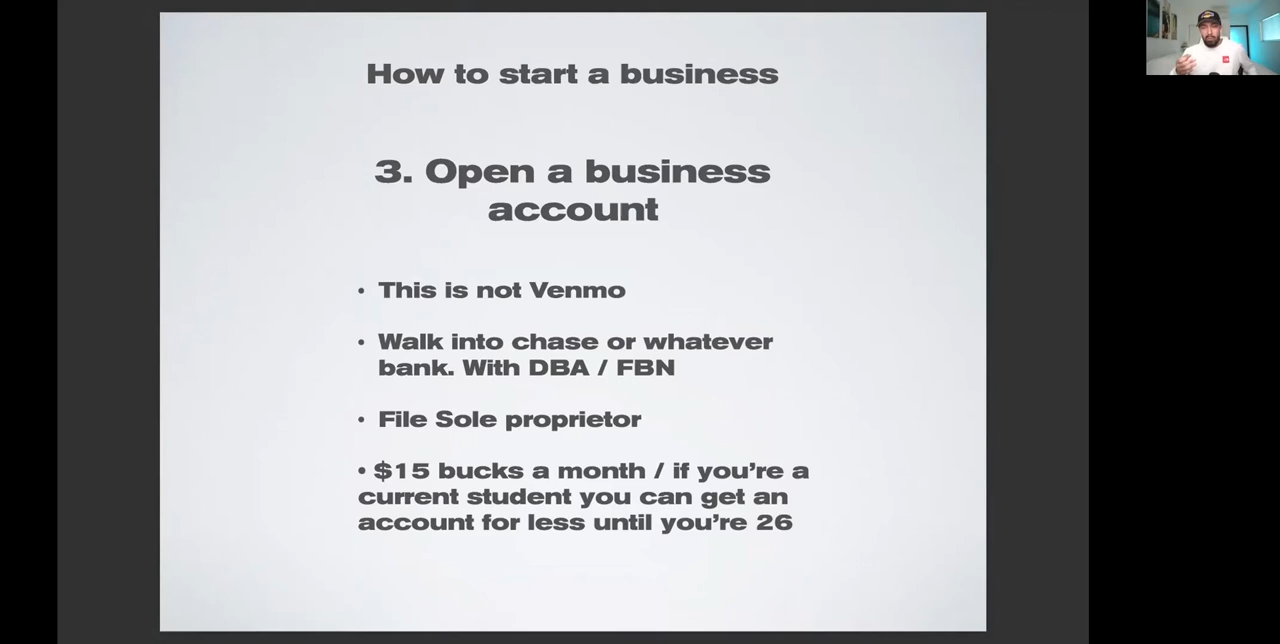 How to start a business
3. Open a business
account
• This is not Venmo
• Walk into chase or whatever
bank. With DBA / FBN
• File Sole proprietor
• $15 bucks a month / if you’re a
current student you can get an
account for less until you’re 26